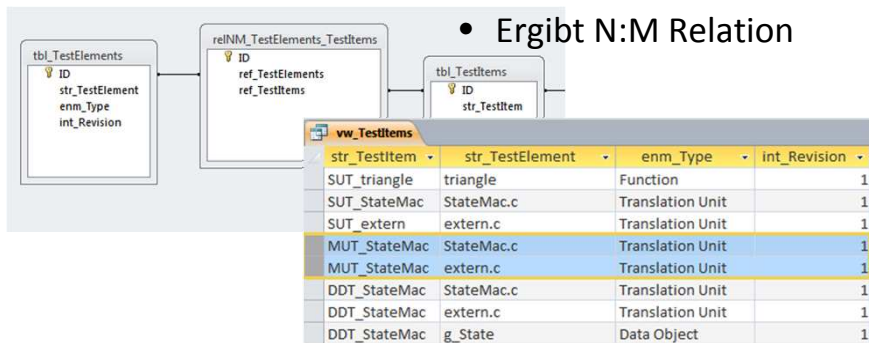 • Ergibt N:M Relation
tbl_TestElements
ID
str_TestElement
enm_Type
int_Revision
relNM_TestElements_TestItems
ID
ref_TestElements
ref_TestItems
tbl_TestItems
ID
str_TestItem
vw_TestItems
str_TestItem str_TestElement enm_Type int_Revision
SUT_triangle triangle Function 1
SUT_StateMac StateMac.c Translation Unit 1
SUT_extern extern.c Translation Unit 1
MUT_StateMac StateMac.c Translation Unit 1
MUT_StateMac extern.c Translation Unit 1
DDT_StateMac StateMac.c Translation Unit 1
DDT_StateMac extern.c Translation Unit 1
DDT_StateMac g_State Data Object 1